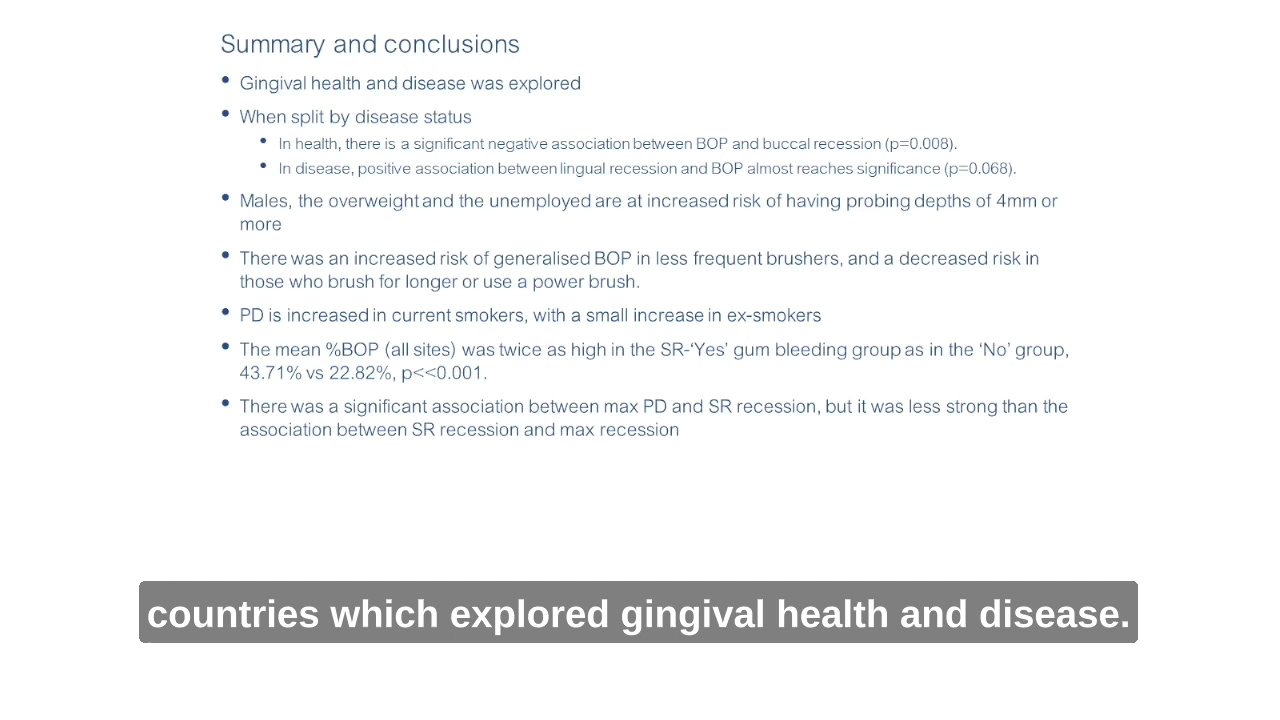 Summary and conclusions
• Gingival health and disease was explored
• When split by disease status
• In health, there is a significant negative association between BOP and buccal recession (p=0.008).
• In disease, positive association between lingual recession and BOP almost reaches significance (p=0.068).
• Males, the overweight and the unemployed are at increased risk of having probing depths of 4mm or
more
• There was an increased risk of generalised BOP in less frequent brushers, and a decreased risk in
those who brush for longer or use a power brush.
• PD is increased in current smokers, with a small increase in ex-smokers
• The mean %BOP (all sites) was twice as high in the SR-‘Yes’ gum bleeding group as in the ‘No’ group,
43.71% vs 22.82%, p<<0.001.
• There was a significant association between max PD and SR recession, but it was less strong than the
association between SR recession and max recession
countries which explored gingival health and disease.